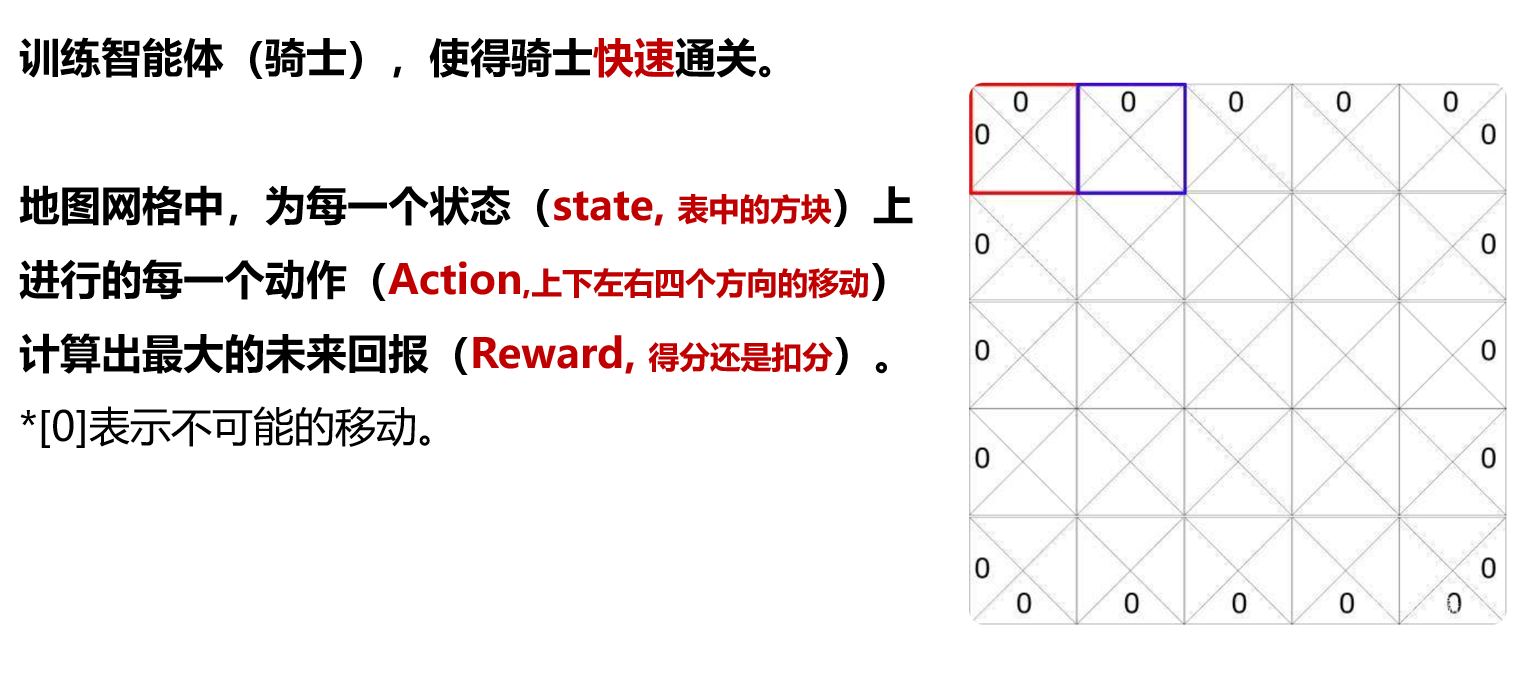 训练智能体（骑士），使得骑士快速通关。
地图网格中，为每一个状态（state, 表中的方块）上
进行的每一个动作（Action,上下左右四个方向的移动）
计算出最大的未来回报（Reward, 得分还是扣分）。
*[0]表示不可能的移动。
0 0 0 0 0
0 0
0 0
0 0
0 0
0 0
0 0 0 0 0